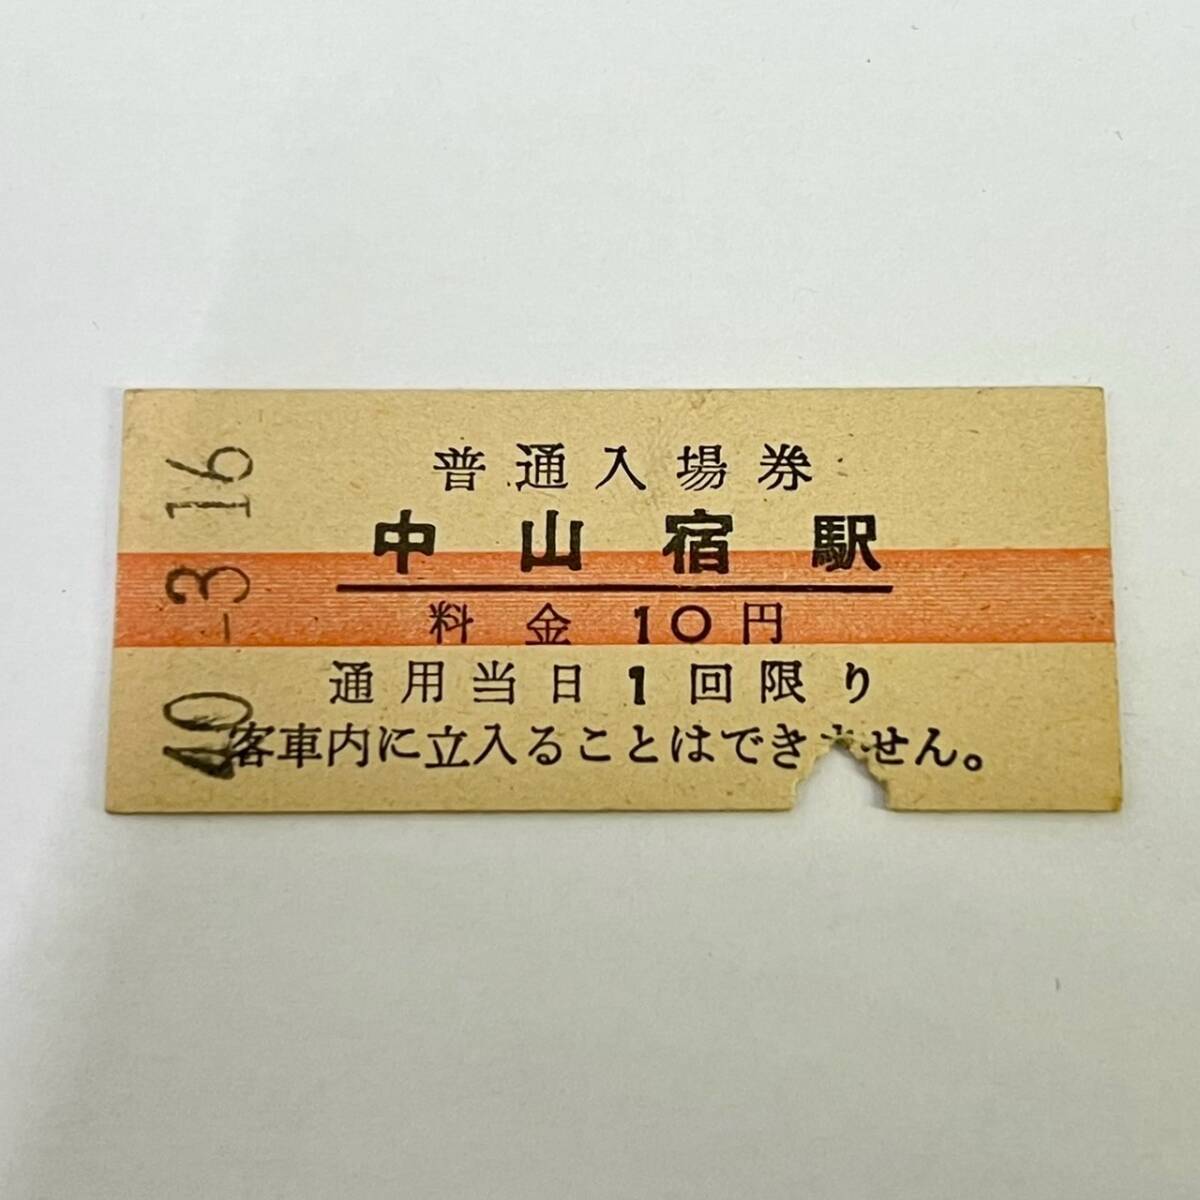 普通入場券
中山宿駅
料金10円
通用当日1回限り
客車内に立入ることはできません。
40-3-16